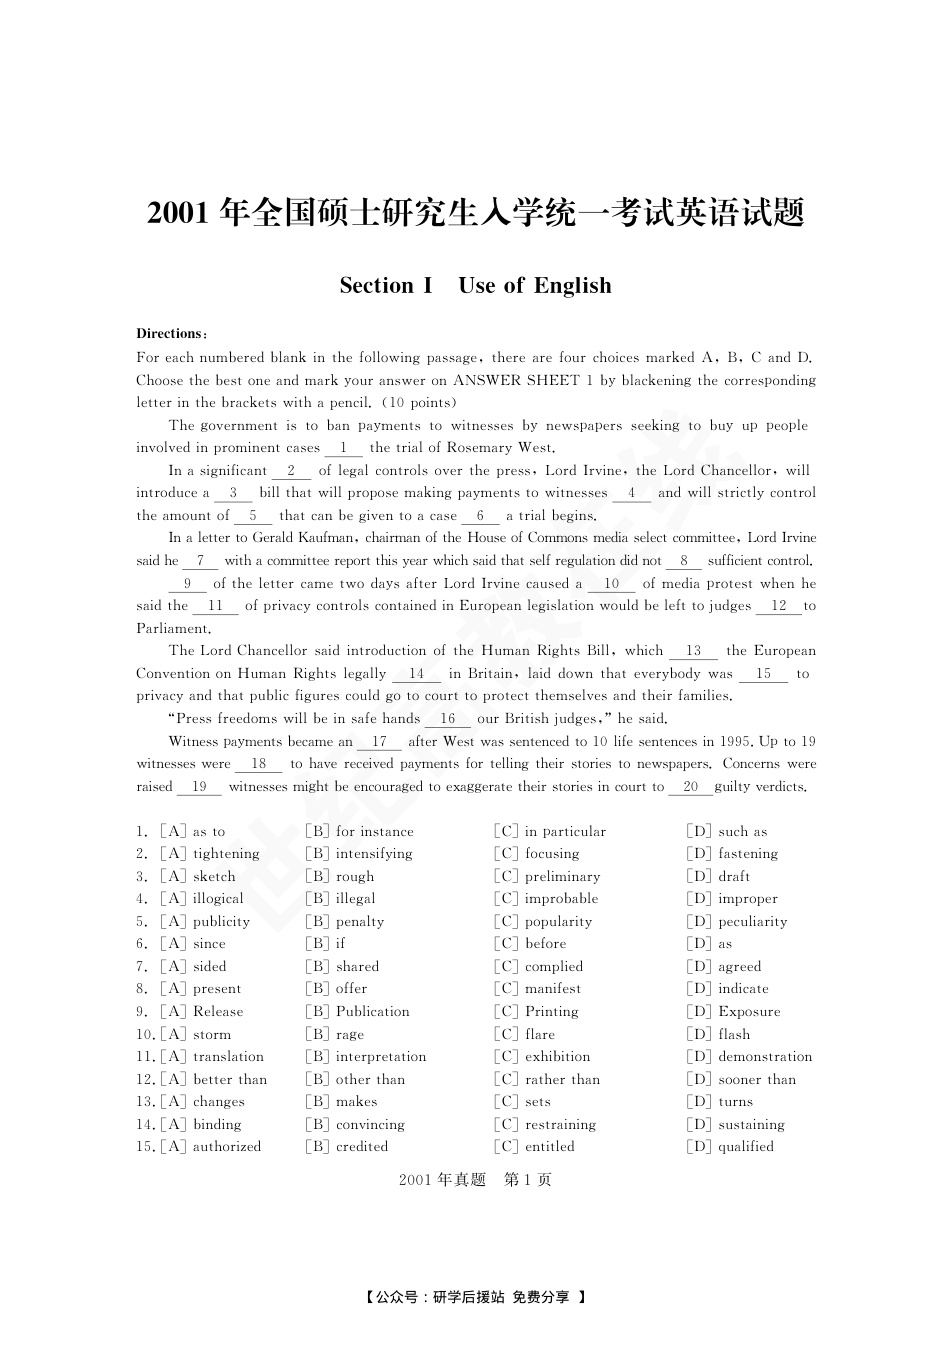 2001 年全国硕士研究生入学统一考试英语试题
Section I Use of English
Directions:
For each numbered blank in the following passage, there are four choices marked A, B, C and D.
Choose the best one and mark your answer on ANSWER SHEET 1 by blackening the corresponding
letter in the brackets with a pencil. (10 points)
The government is to ban payments to witnesses by newspapers seeking to buy up people
involved in prominent cases 1 the trial of Rosemary West.
In a significant 2 of legal controls over the press, Lord Irvine, the Lord Chancellor, will
introduce a 3 bill that will propose making payments to witnesses 4 and will strictly control
the amount of 5 that can be given to a case 6 a trial begins.
In a letter to Gerald Kaufman, chairman of the House of Commons media select committee, Lord Irvine
said he 7 with a committee report this year which said that self regulation did not 8 sufficient control.
9 of the letter came two days after Lord Irvine caused a 10 of media protest when he
said the 11 of privacy controls contained in European legislation would be left to judges 12 to
Parliament.
The Lord Chancellor said introduction of the Human Rights Bill, which 13 the European
Convention on Human Rights legally 14 in Britain, laid down that everybody was 15 to
privacy and that public figures could go to court to protect themselves and their families.
“Press freedoms will be in safe hands 16 our British judges,” he said.
Witness payments became an 17 after West was sentenced to 10 life sentences in 1995. Up to 19
witnesses were 18 to have received payments for telling their stories to newspapers. Concerns were
raised 19 witnesses might be encouraged to exaggerate their stories in court to 20 guilty verdicts.
1. [A] as to [B] for instance [C] in particular [D] such as
2. [A] tightening [B] intensifying [C] focusing [D] fastening
3. [A] sketch [B] rough [C] preliminary [D] draft
4. [A] illogical [B] illegal [C] improbable [D] improper
5. [A] publicity [B] penalty [C] popularity [D] peculiarity
6. [A] since [B] if [C] before [D] as
7. [A] sided [B] shared [C] complied [D] agreed
8. [A] present [B] offer [C] manifest [D] indicate
9. [A] Release [B] Publication [C] Printing [D] Exposure
10. [A] storm [B] rage [C] flare [D] flash
11. [A] translation [B] interpretation [C] exhibition [D] demonstration
12. [A] better than [B] other than [C] rather than [D] sooner than
13. [A] changes [B] makes [C] sets [D] turns
14. [A] binding [B] convincing [C] restraining [D] sustaining
15. [A] authorized [B] credited [C] entitled [D] qualified
2001 年真题 第 1 页
【公众号:研学后援站 免费分享 】